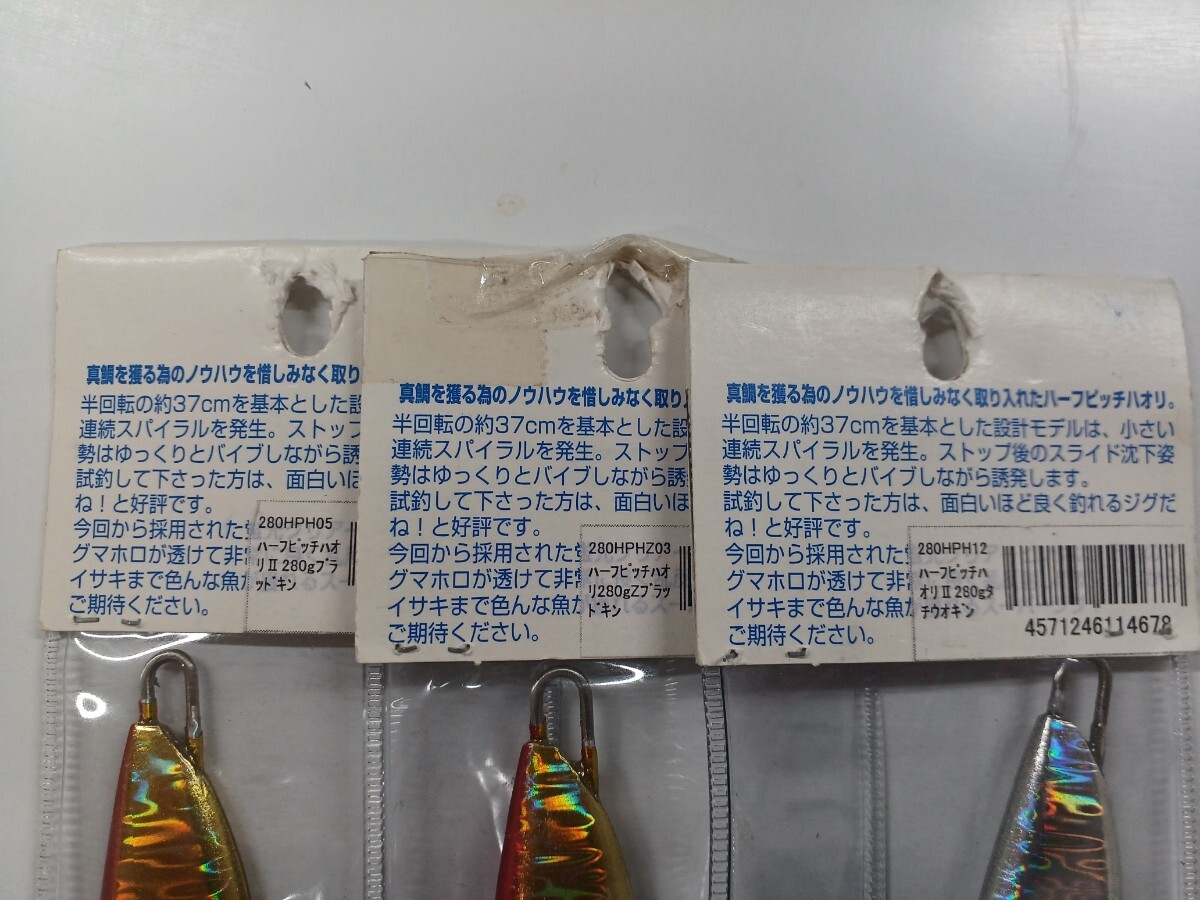 真鯛を獲る為のノウハウを惜しみなく取り
半回転の約37cmを基本とした設
連続スパイラルを発生。ストップ
勢はゆっくりとバイブしながら誘
試釣して下さった方は、面白いほ
ね!と好評です。
今回から採用された
グマホロが透けて非常
イサキまで色んな魚が
ご期待ください。
280HPH05
ハーフピッチハオ
リⅡ280gブラ
ッドキン
真鯛を獲る為のノウハウを惜しみなく取り
半回転の約37cmを基本とした設
連続スパイラルを発生。ストップ
勢はゆっくりとバイブしながら誘
試釣して下さった方は、面白いほ
ね!と好評です。
今回から採用された
グマホロが透けて非常
イサキまで色んな魚が
ご期待ください。
280HPHZ03
ハーフピッチハオ
リ280gZブラッ
ドキン
真鯛を獲る為のノウハウを惜しみなく取り入れたハーフピッチハオリ。
半回転の約37cmを基本とした設計モデルは、小さい
連続スパイラルを発生。ストップ後のスライド沈下姿
勢はゆっくりとバイブしながら誘発します。
試釣して下さった方は、面白いほど良く釣れるジグだ
ね!と好評です。
今回から採用された
グマホロが透けて非常
イサキまで色んな魚が
ご期待ください。
280HPH12
ハーフピッチハ
オリⅡ280gタ
チウオギン
4571246114678